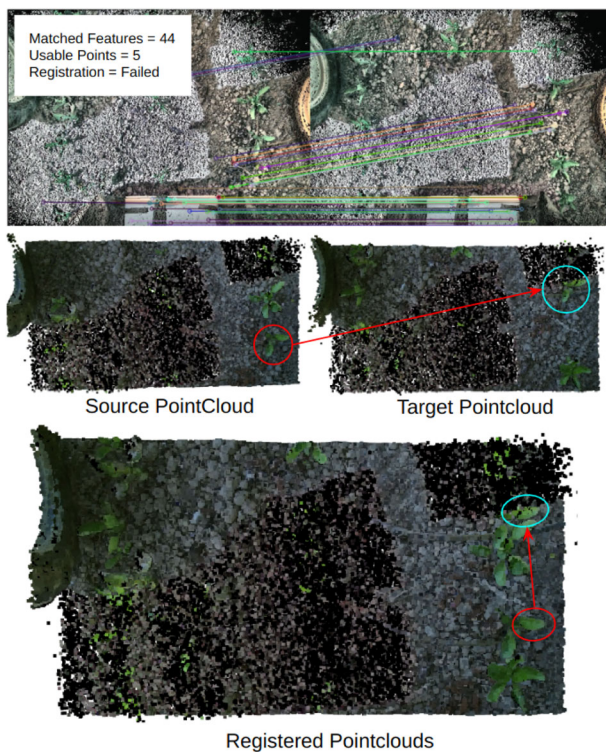 Matched Features = 44
Usable Points = 5
Registration = Failed
Source PointCloud
Target Pointcloud
Registered Pointclouds